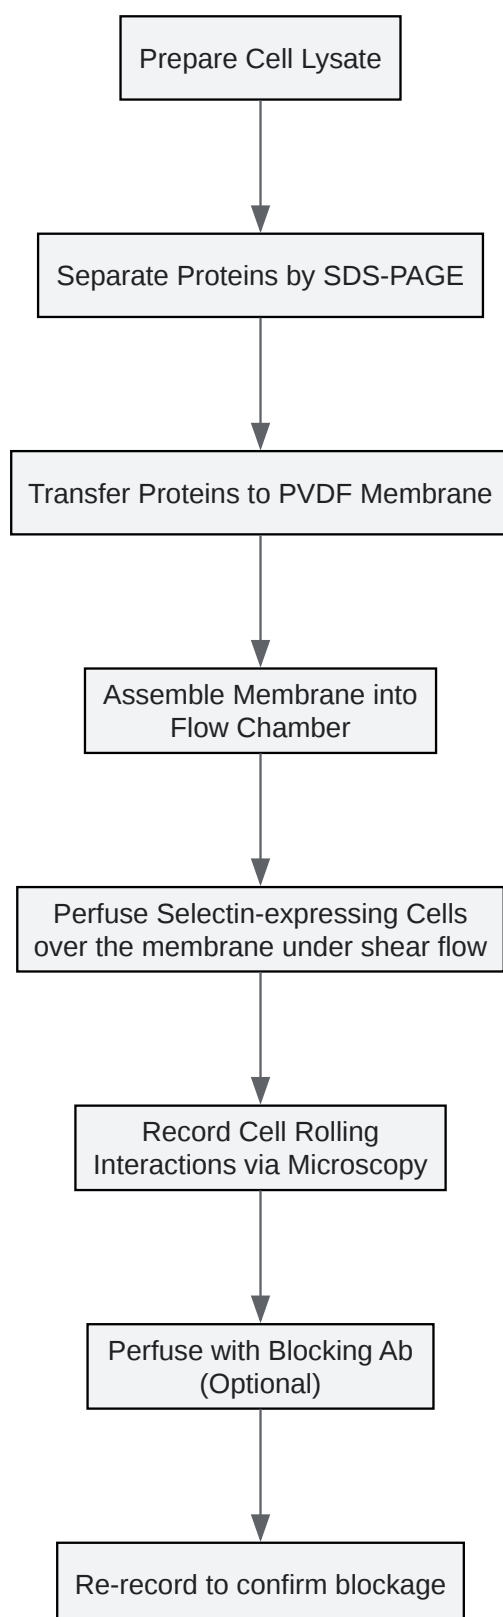 Prepare Cell Lysate
Separate Proteins by SDS-PAGE
Transfer Proteins to PVDF Membrane
Assemble Membrane into
Flow Chamber
Perfuse Selectin-expressing Cells
over the membrane under shear flow
Record Cell Rolling
Interactions via Microscopy
Perfuse with Blocking Ab
(Optional)
Re-record to confirm blockage